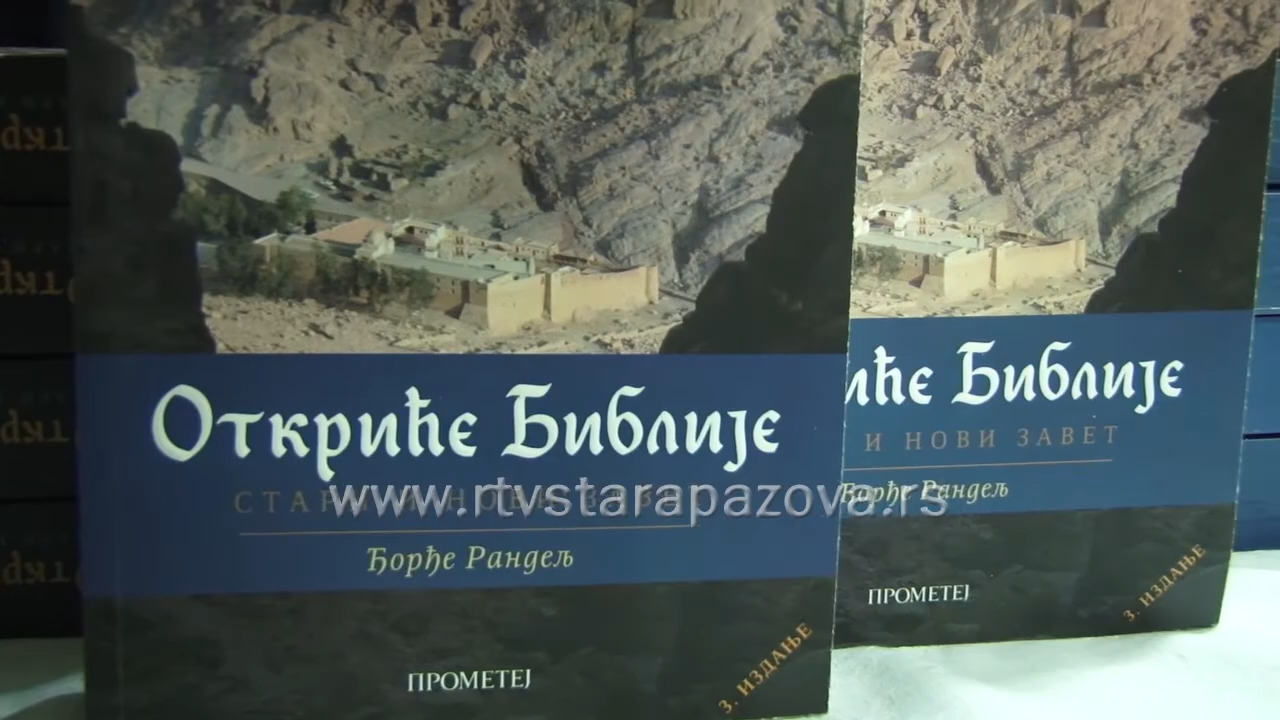 Откриће Библије
СТАРИ И НОВИ ЗАВЕТ
Ђорђе Рандељ
ПРОМЕТЕЈ
3. ИЗДАЊЕ
иће Библије
И НОВИ ЗАВЕТ
Ђорђе Рандељ
ПРОМЕТЕЈ
3. ИЗДАЊЕ
www.rtvstarapazova.rs